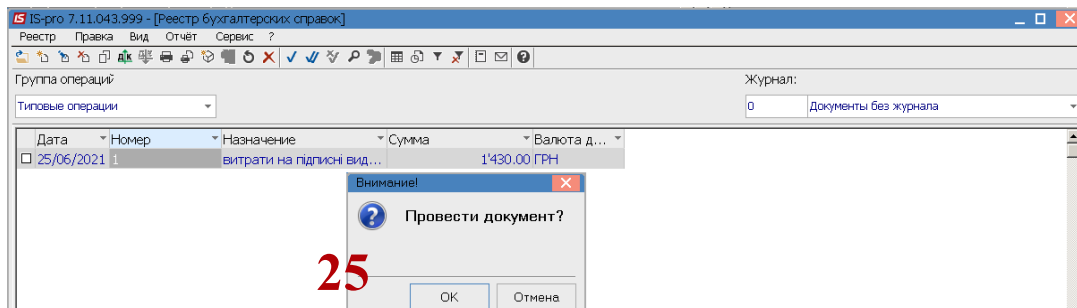 IS-pro 7.11.043.999 - [Реестр бухгалтерских справок]
Реестр Правка Вид Отчёт Сервис ?
Группа операций Журнал:
Типовые операции 0 Документы без журнала
Дата Номер Назначение Сумма Валюта д...
25/06/2021 1 витрати на підписні вид... 1'430.00 ГРН
Внимание!
Провести документ?
25
OK Отмена